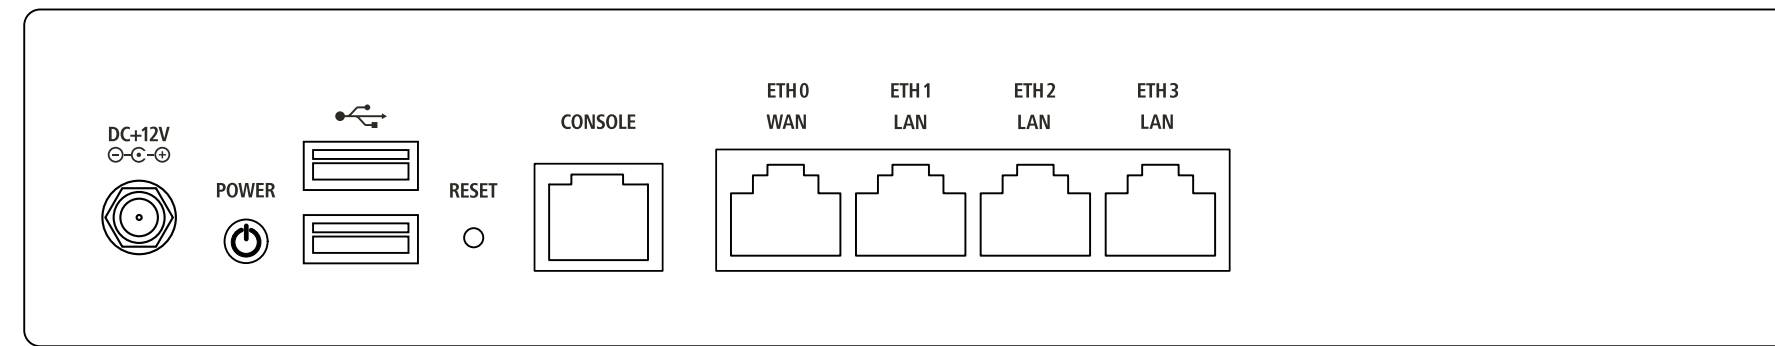 DC+12V
POWER
RESET
CONSOLE
ETH 0
WAN
ETH 1
LAN
ETH 2
LAN
ETH 3
LAN